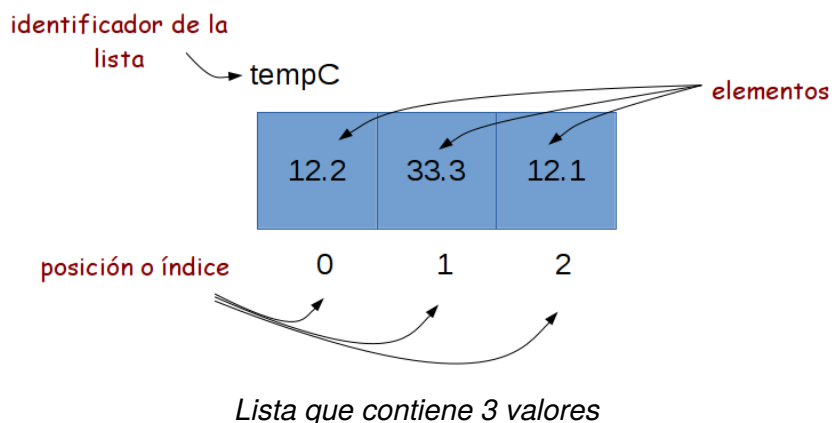 identificador de la
lista
tempC
elementos
12.2 33.3 12.1
posición o índice 0 1 2
Lista que contiene 3 valores